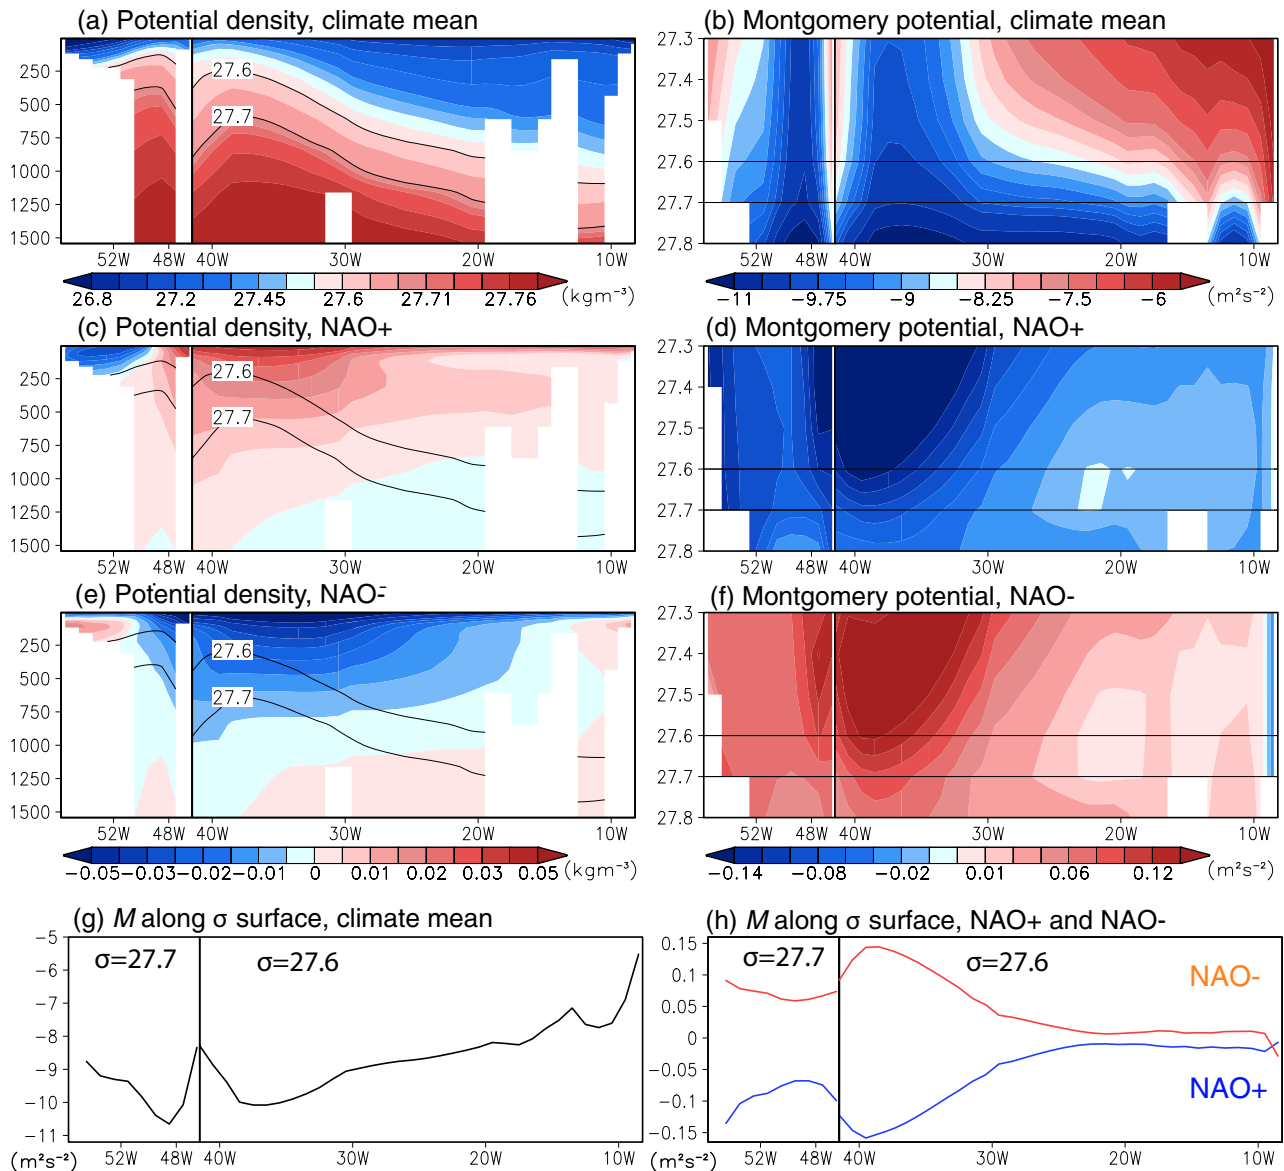 (a) Potential density, climate mean
250
500
750
1000
1250
1500
27.6
27.7
52W 48W 40W 30W 20W 10W
26.8 27.2 27.45 27.6 27.71 27.76 (kgm⁻³)
(b) Montgomery potential, climate mean
27.3
27.4
27.5
27.6
27.7
27.8
52W 48W 40W 30W 20W 10W
−11 −9.75 −9 −8.25 −7.5 −6 (m²s⁻²)
(c) Potential density, NAO+
250
500
750
1000
1250
1500
27.6
27.7
52W 48W 40W 30W 20W 10W
(d) Montgomery potential, NAO+
27.3
27.4
27.5
27.6
27.7
27.8
52W 48W 40W 30W 20W 10W
(e) Potential density, NAO-
250
500
750
1000
1250
1500
27.6
27.7
52W 48W 40W 30W 20W 10W
−0.05 −0.03 −0.02 −0.01 0 0.01 0.02 0.03 0.05 (kgm⁻³)
(f) Montgomery potential, NAO-
27.3
27.4
27.5
27.6
27.7
27.8
52W 48W 40W 30W 20W 10W
−0.14 −0.08 −0.02 0.01 0.06 0.12 (m²s⁻²)
(g) M along σ surface, climate mean
−5
−6
−7
−8
−9
−10
−11
σ=27.7 σ=27.6
(m²s⁻²) 52W 48W 40W 30W 20W 10W
(h) M along σ surface, NAO+ and NAO-
0.15
0.1
0.05
0
−0.05
−0.1
−0.15
σ=27.7 σ=27.6
NAO-
NAO+
(m²s⁻²) 52W 48W 40W 30W 20W 10W